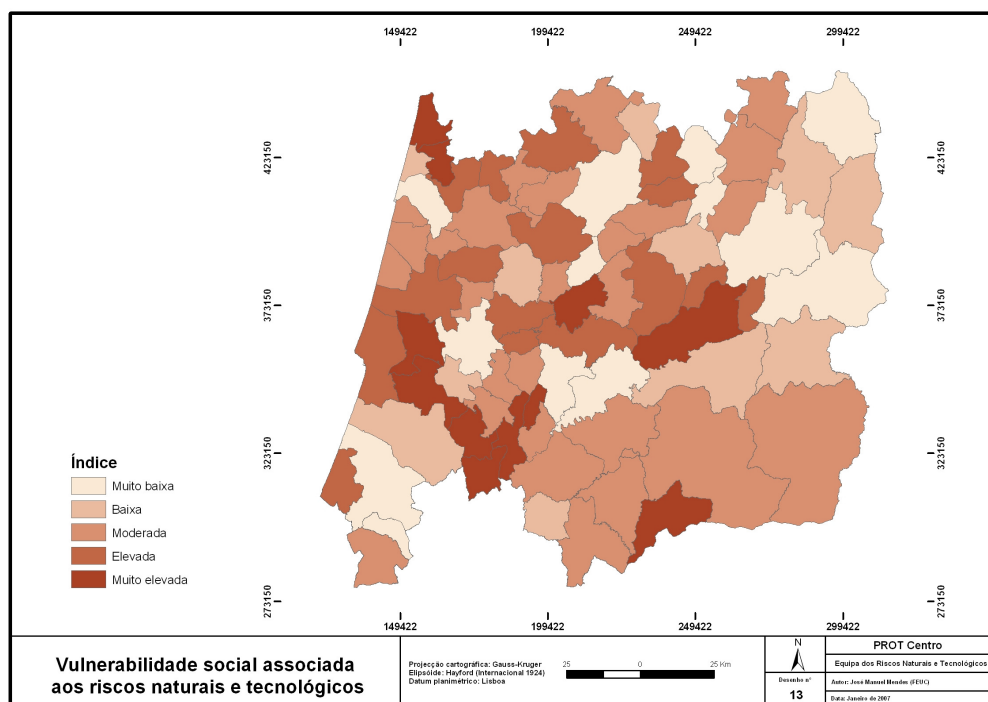 149422 199422 249422 299422
423150 423150
373150 373150
323150 323150
273150 273150
Índice
Muito baixa
Baixa
Moderada
Elevada
Muito elevada
149422 199422 249422 299422
Vulnerabilidade social associada
aos riscos naturais e tecnológicos
Projecção cartográfica: Gauss-Kruger
Elipsóide: Hayford (Internacional 1924)
Datum planimétrico: Lisboa
25 0 25 Km
N
Desenho nº
13
PROT Centro
Equipa dos Riscos Naturais e Tecnológicos
Autor: José Manuel Mendes (FEUC)
Data: Janeiro de 2007